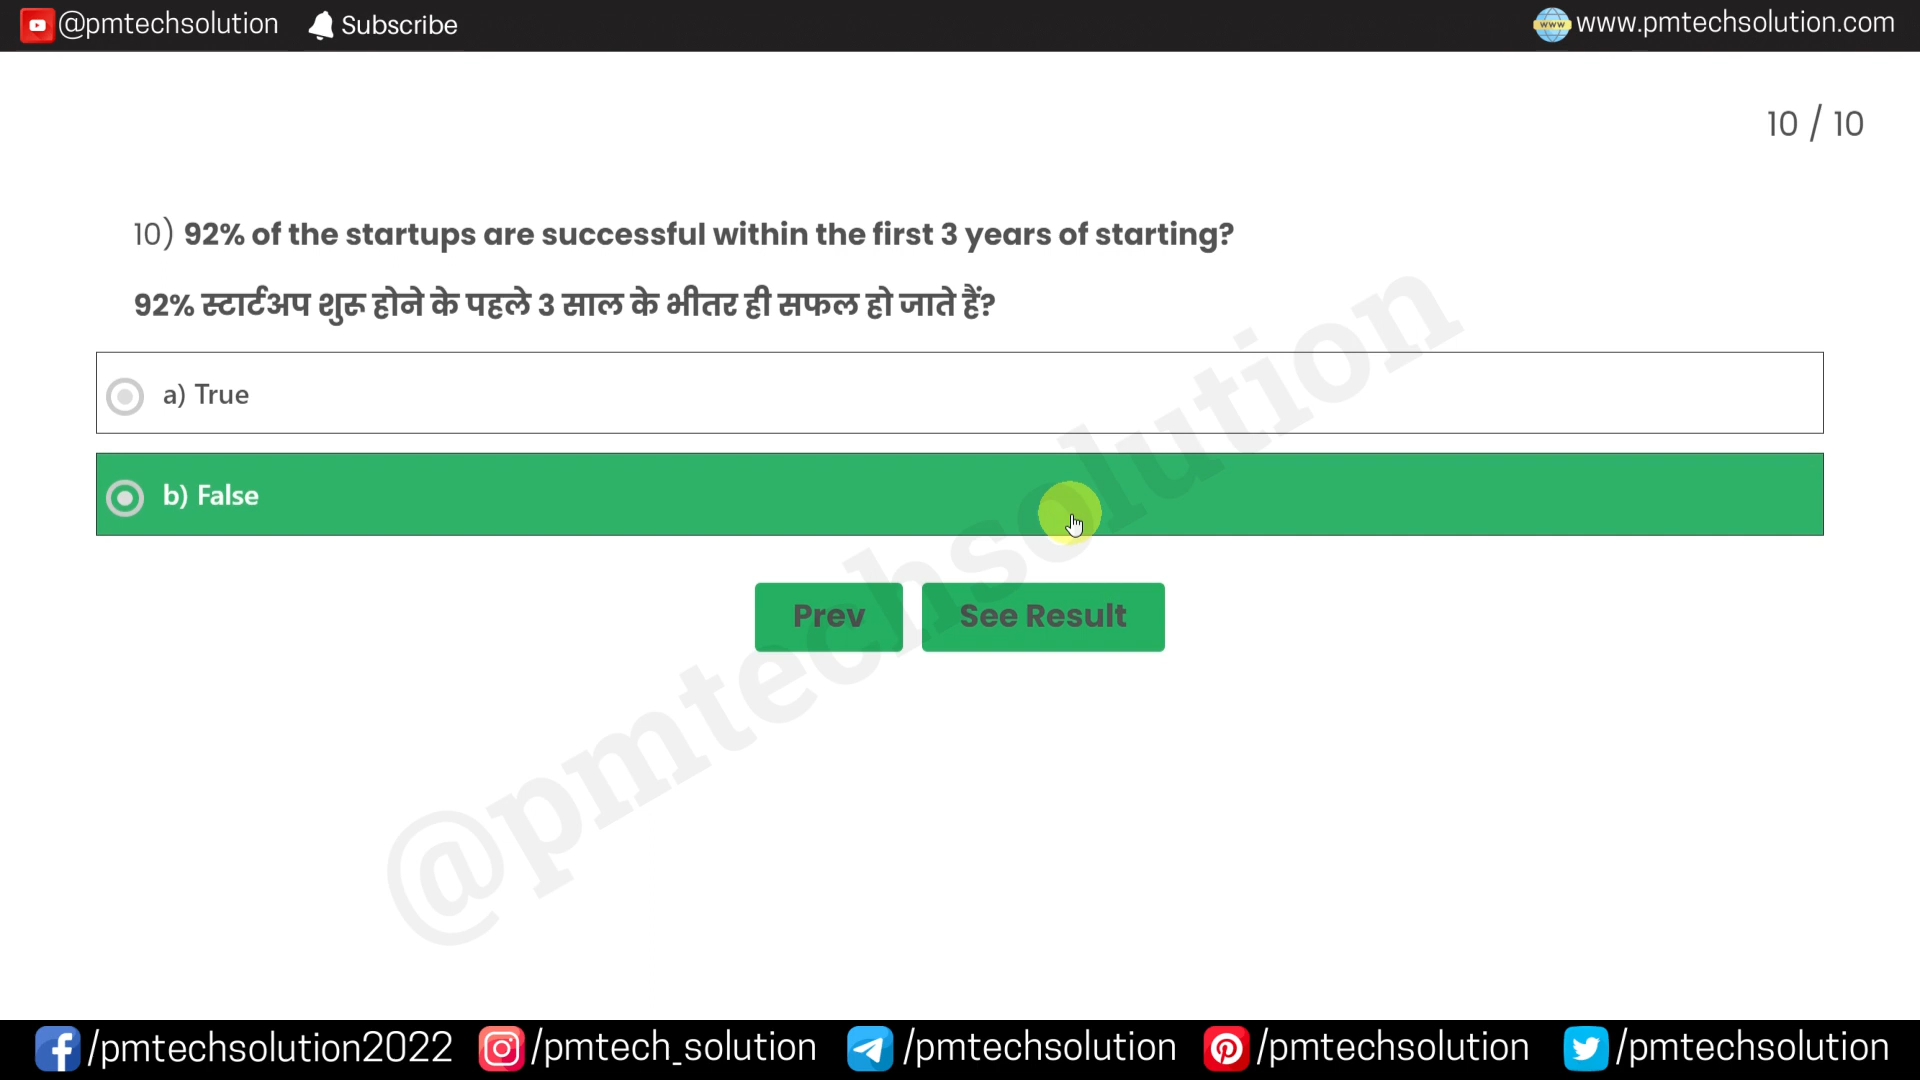 @pmtechsolution Subscribe www.pmtechsolution.com
10 / 10
10) 92% of the startups are successful within the first 3 years of starting?
92% स्टार्टअप शुरू होने के पहले 3 साल के भीतर ही सफल हो जाते हैं?
a) True
b) False
Prev See Result
@pmtechsolution
/pmtechsolution2022 /pmtech_solution /pmtechsolution /pmtechsolution /pmtechsolution